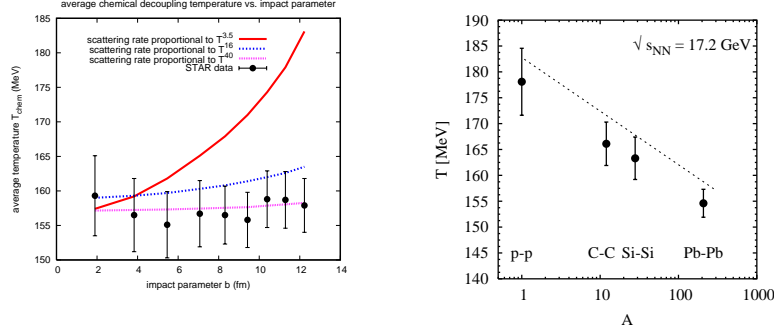 average chemical decoupling temperature vs. impact parameter
185
180
175
170
165
160
155
150
0 2 4 6 8 10 12 14
average temperature T_chem (MeV)
impact parameter b (fm)
scattering rate proportional to T^3.5
scattering rate proportional to T^16
scattering rate proportional to T^40
STAR data
√ s_NN = 17.2 GeV
190
185
180
175
170
165
160
155
150
145
140
T [MeV]
p-p C-C Si-Si Pb-Pb
1 10 100 1000
A